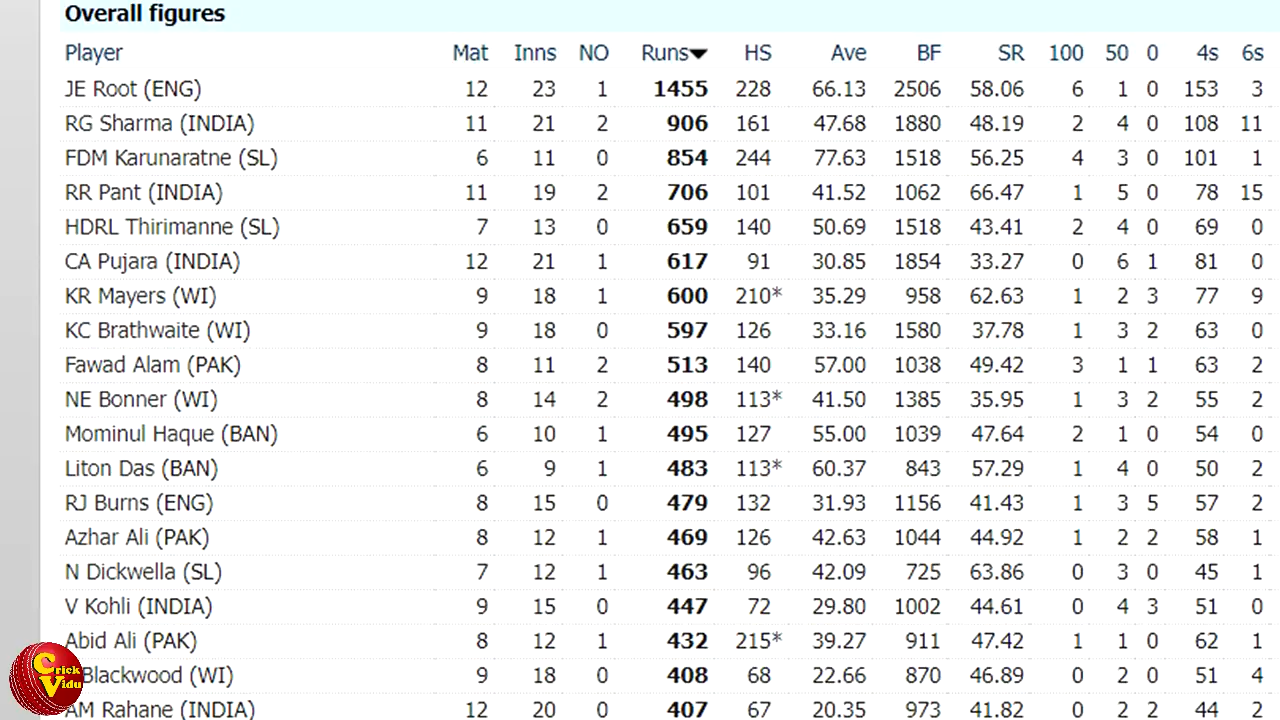 Overall figures
Player Mat Inns NO Runs HS Ave BF SR 100 50 0 4s 6s
JE Root (ENG) 12 23 1 1455 228 66.13 2506 58.06 6 1 0 153 3
RG Sharma (INDIA) 11 21 2 906 161 47.68 1880 48.19 2 4 0 108 11
FDM Karunaratne (SL) 6 11 0 854 244 77.63 1518 56.25 4 3 0 101 1
RR Pant (INDIA) 11 19 2 706 101 41.52 1062 66.47 1 5 0 78 15
HDRL Thirimanne (SL) 7 13 0 659 140 50.69 1518 43.41 2 4 0 69 0
CA Pujara (INDIA) 12 21 1 617 91 30.85 1854 33.27 0 6 1 81 0
KR Mayers (WI) 9 18 1 600 210* 35.29 958 62.63 1 2 3 77 9
KC Brathwaite (WI) 9 18 0 597 126 33.16 1580 37.78 1 3 2 63 0
Fawad Alam (PAK) 8 11 2 513 140 57.00 1038 49.42 3 1 1 63 2
NE Bonner (WI) 8 14 2 498 113* 41.50 1385 35.95 1 3 2 55 2
Mominul Haque (BAN) 6 10 1 495 127 55.00 1039 47.64 2 1 0 54 0
Liton Das (BAN) 6 9 1 483 113* 60.37 843 57.29 1 4 0 50 2
RJ Burns (ENG) 8 15 0 479 132 31.93 1156 41.43 1 3 5 57 2
Azhar Ali (PAK) 8 12 1 469 126 42.63 1044 44.92 1 2 2 58 1
N Dickwella (SL) 7 12 1 463 96 42.09 725 63.86 0 3 0 45 1
V Kohli (INDIA) 9 15 0 447 72 29.80 1002 44.61 0 4 3 51 0
Abid Ali (PAK) 8 12 1 432 215* 39.27 911 47.42 1 1 0 62 1
Blackwood (WI) 9 18 0 408 68 22.66 870 46.89 0 2 0 51 4
AM Rahane (INDIA) 12 20 0 407 67 20.35 973 41.82 0 2 2 44 2
Crick
Vidu